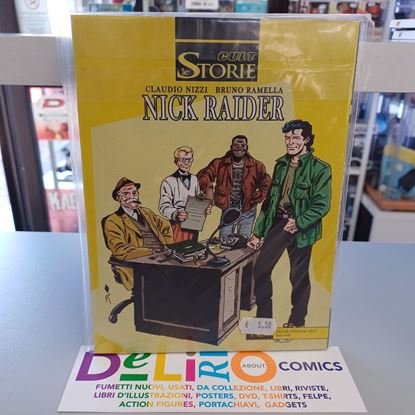 CULT
le STORIE
CLAUDIO NIZZI BRUNO RAMELLA
NICK RAIDER
€ 5,50
DeLiRiO ABOUT COMICS
FUMETTI NUOVI, USATI, DA COLLEZIONE, LIBRI, RIVISTE,
LIBRI D'ILLUSTRAZIONI, POSTERS, DVD, T-SHIRTS, FELPE,
ACTION FIGURES, PORTACHIAVI, GADGETS